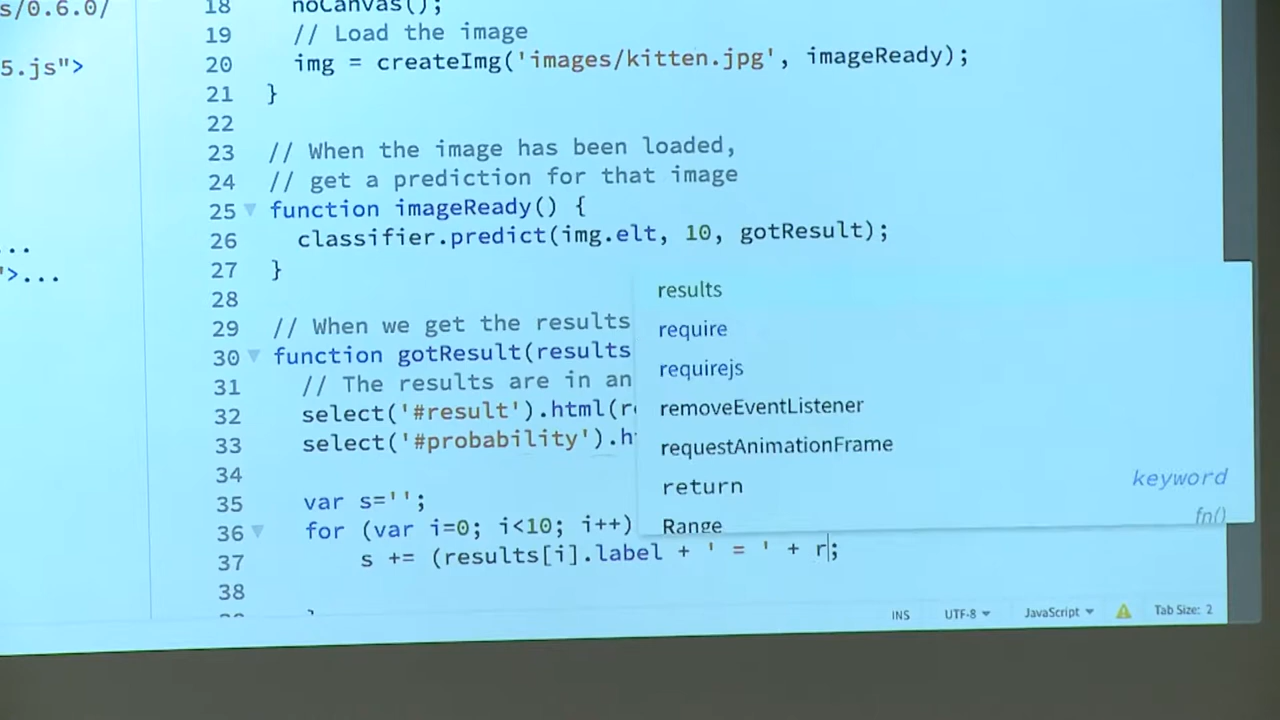 s/0.6.0/
5.js">
...
">...
18 noCanvas();
19 // Load the image
20 img = createImg('images/kitten.jpg', imageReady);
21 }
22
23 // When the image has been loaded,
24 // get a prediction for that image
25 function imageReady() {
26 classifier.predict(img.elt, 10, gotResult);
27 }
28
29 // When we get the results
30 function gotResult(results
31 // The results are in an
32 select('#result').html(r
33 select('#probability').h
34
35 var s='';
36 for (var i=0; i<10; i++)
37 s += (results[i].label + ' = ' + r;
38
results
require
requirejs
removeEventListener
requestAnimationFrame
return keyword
Range fn()
INS UTF-8 JavaScript Tab Size: 2